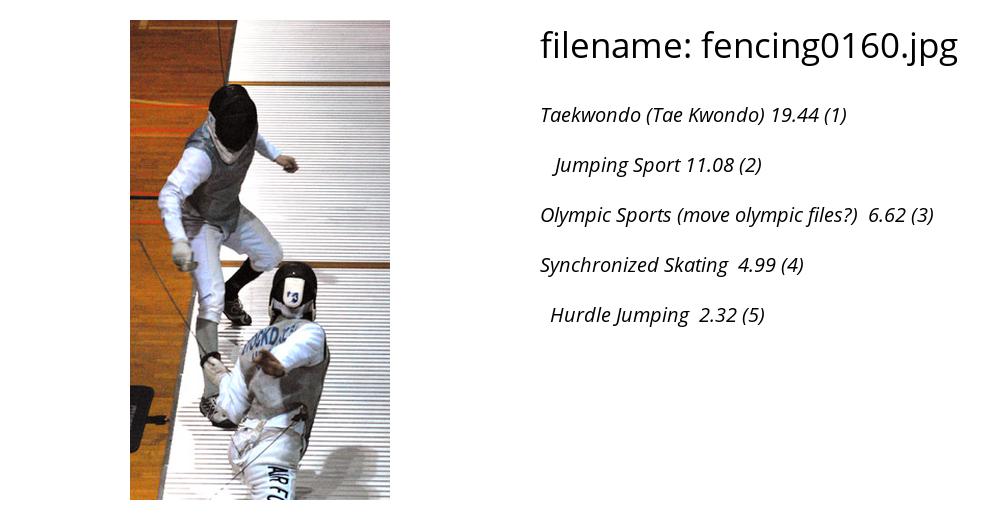 filename: fencing0160.jpg
Taekwondo (Tae Kwondo) 19.44 (1)
Jumping Sport 11.08 (2)
Olympic Sports (move olympic files?) 6.62 (3)
Synchronized Skating 4.99 (4)
Hurdle Jumping 2.32 (5)
AIR FO